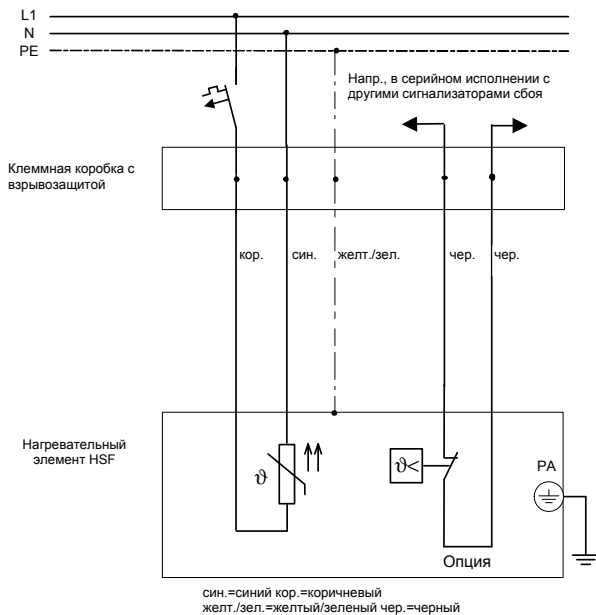 L1
N
PE
Напр., в серийном исполнении с
другими сигнализаторами сбоя
Клеммная коробка с
взрывозащитой
кор.
син.
желт./зел.
чер.
чер.
Нагревательный
элемент HSF
ϑ
ϑ<
PA
Опция
син.=синий кор.=коричневый
желт./зел.=желтый/зеленый чер.=черный